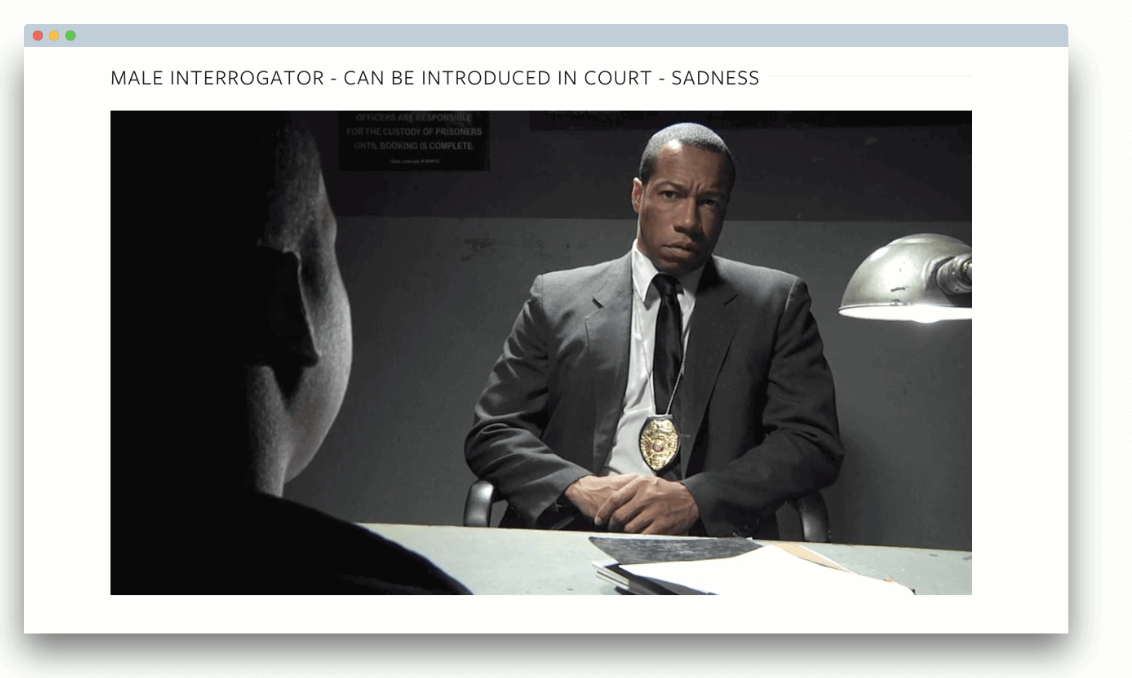 MALE INTERROGATOR - CAN BE INTRODUCED IN COURT - SADNESS
OFFICERS ARE RESPONSIBLE
FOR THE CUSTODY OF PRISONERS
UNTIL BOOKING IS COMPLETE.